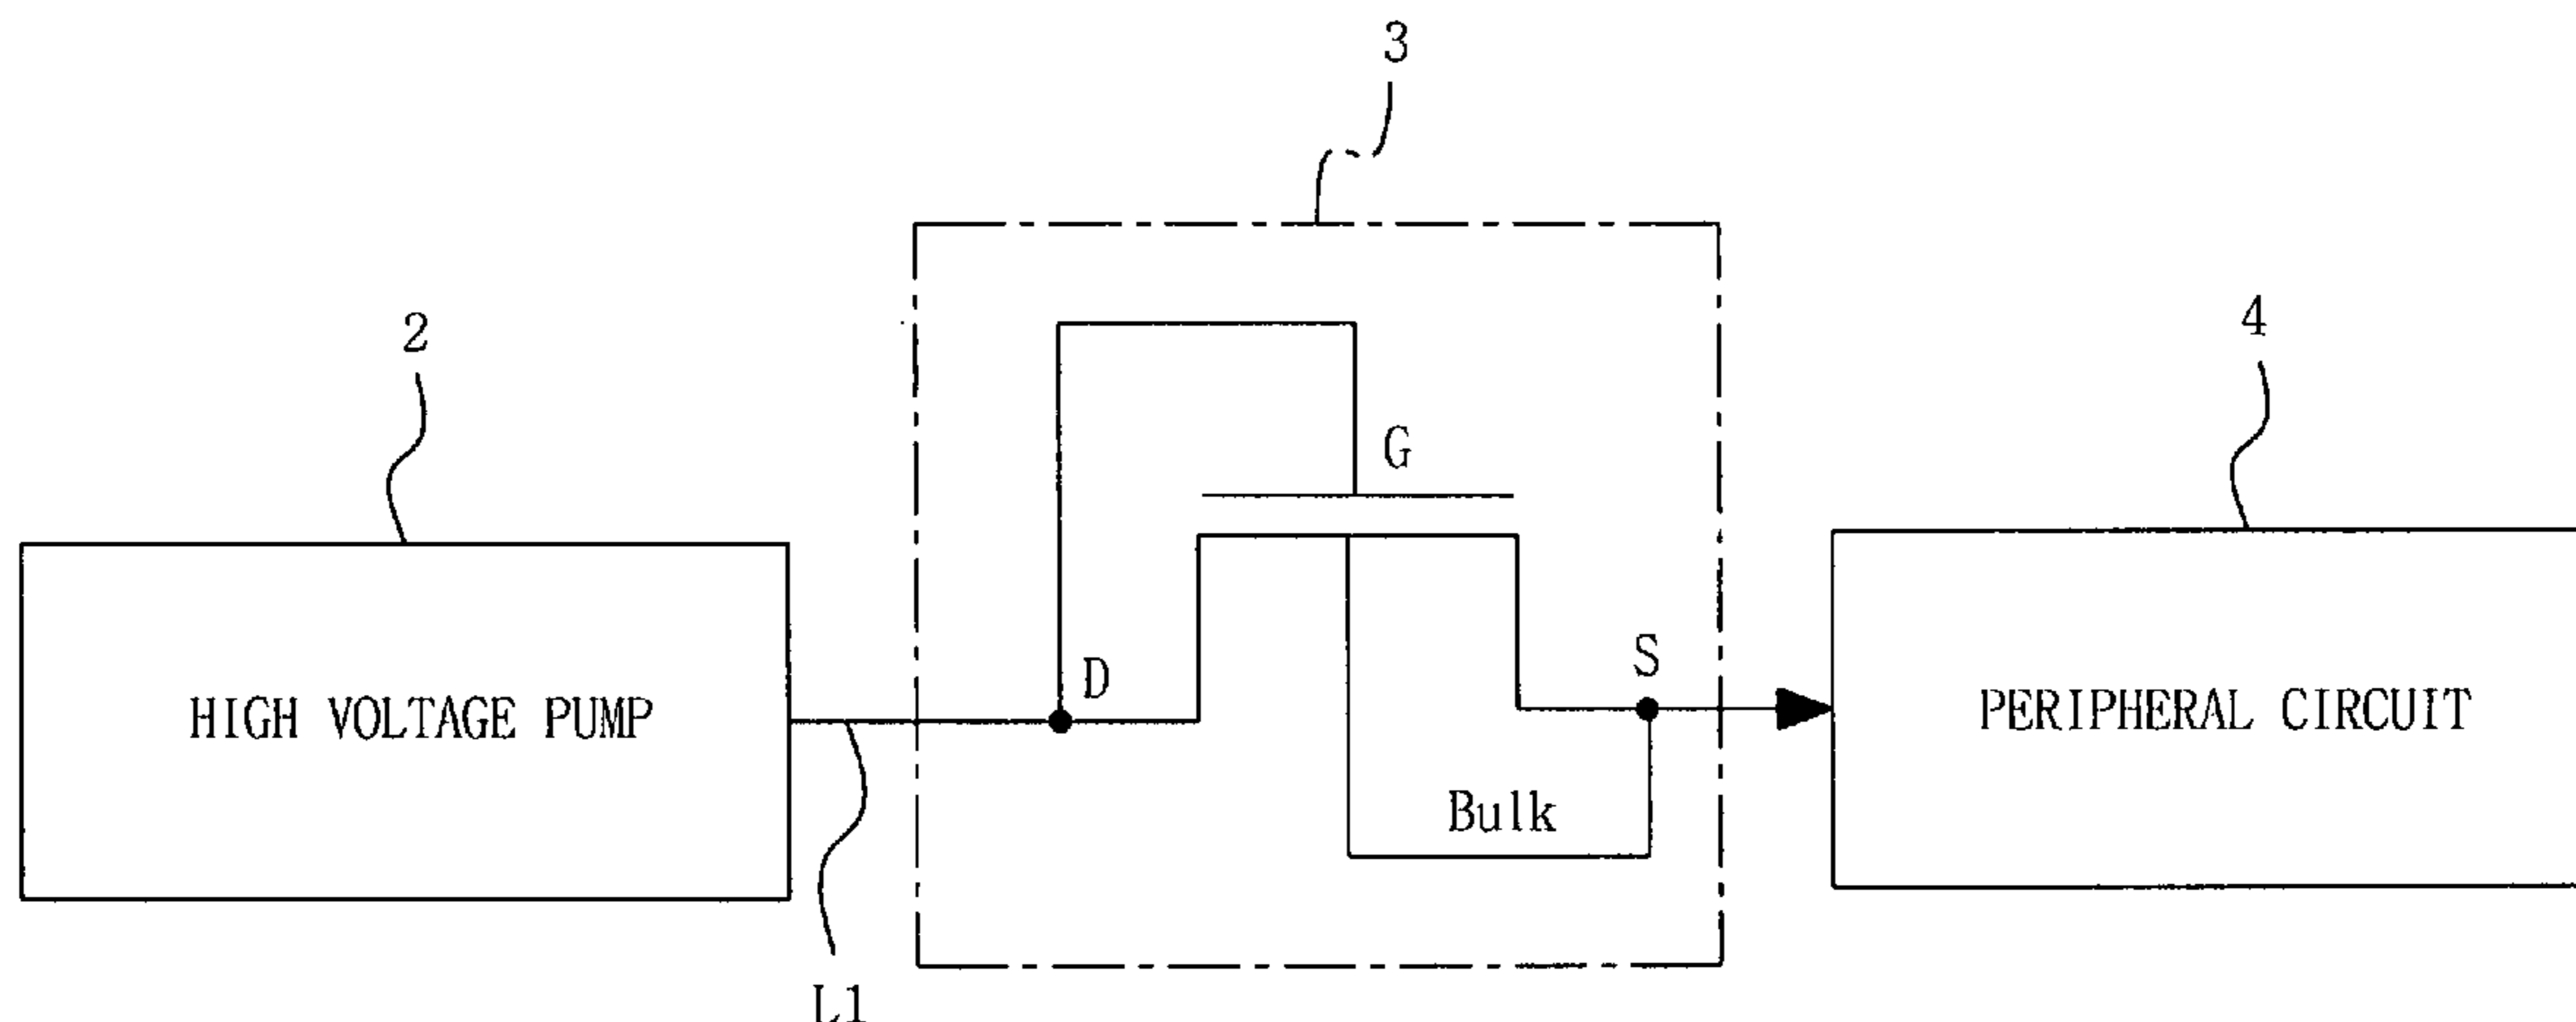 3
2
4
G
D
S
HIGH VOLTAGE PUMP
PERIPHERAL CIRCUIT
Bulk
L1